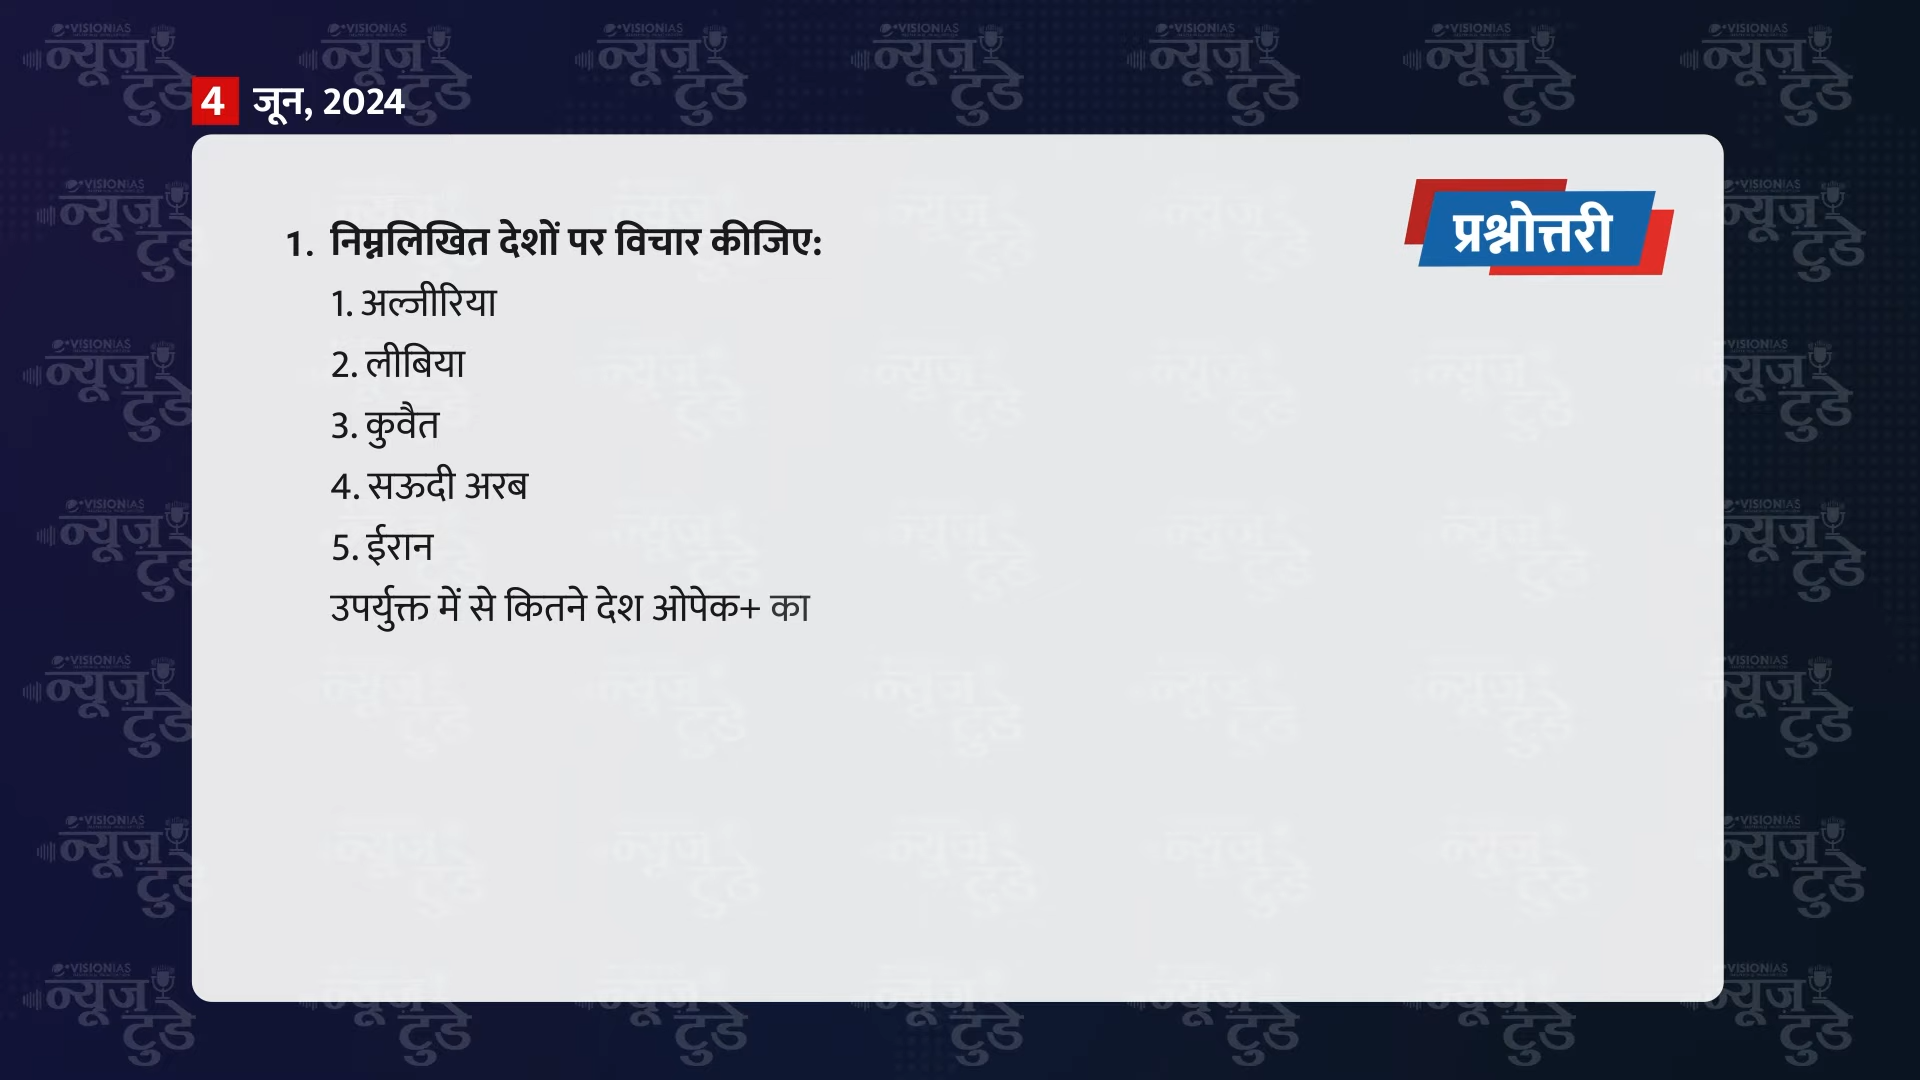 4 जून, 2024
प्रश्नोत्तरी
1. निम्नलिखित देशों पर विचार कीजिए:
1. अल्जीरिया
2. लीबिया
3. कुवैत
4. सऊदी अरब
5. ईरान
उपर्युक्त में से कितने देश ओपेक+ का
VISIONIAS
न्यूज़ टुडे